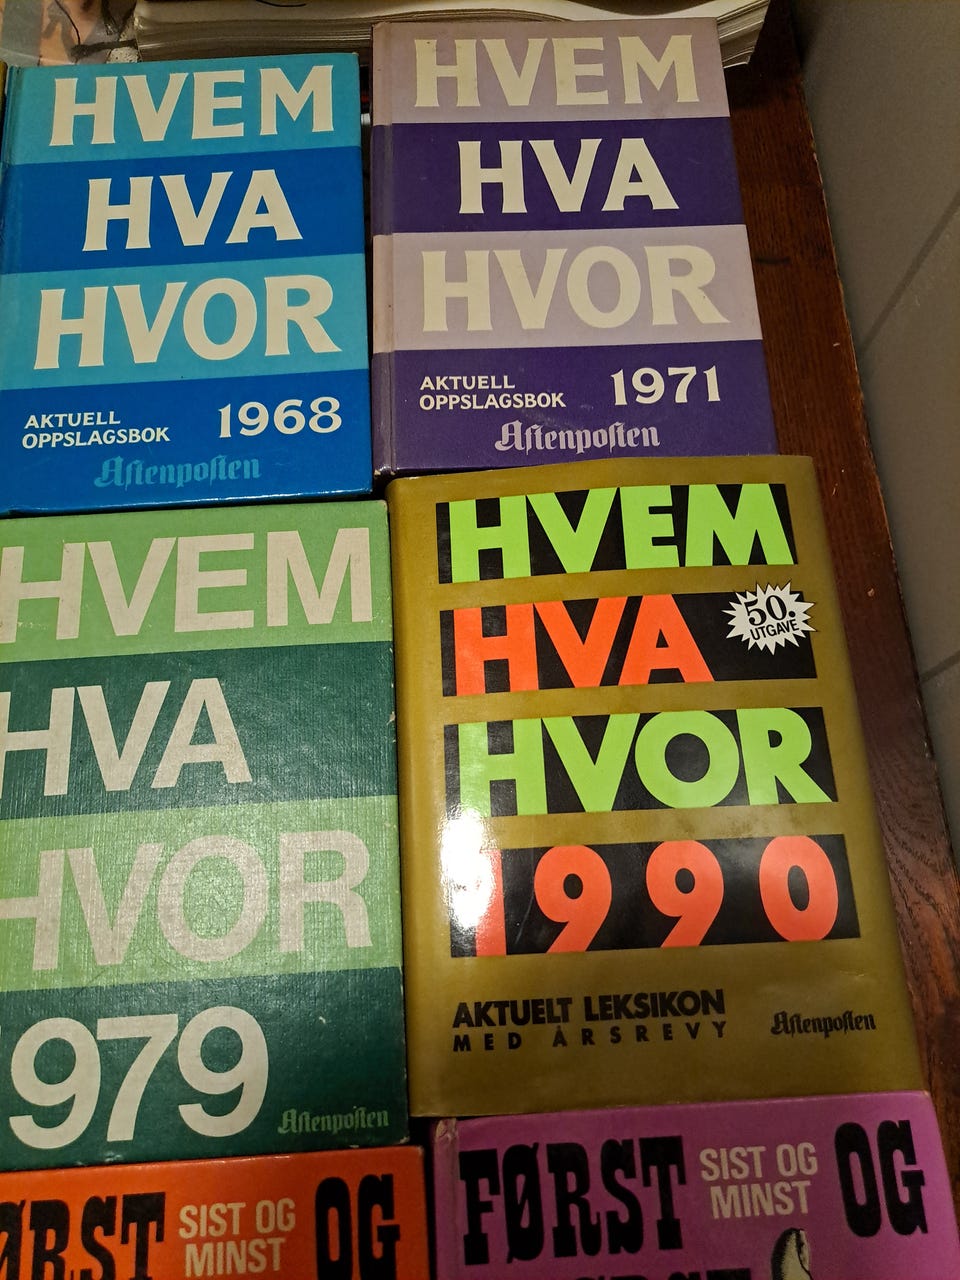 HVEM
HVA
HVOR
AKTUELL
OPPSLAGSBOK
1968
Aftenposten
HVEM
HVA
HVOR
AKTUELL
OPPSLAGSBOK
1971
Aftenposten
HVEM
HVA
HVOR
979
Aftenposten
HVEM
HVA
50.
UTGAVE
HVOR
1990
AKTUELT LEKSIKON
MED ÅRSREVY
Aftenposten
ØRST
SIST OG
MINST
OG
FØRST
SIST OG
MINST
OG